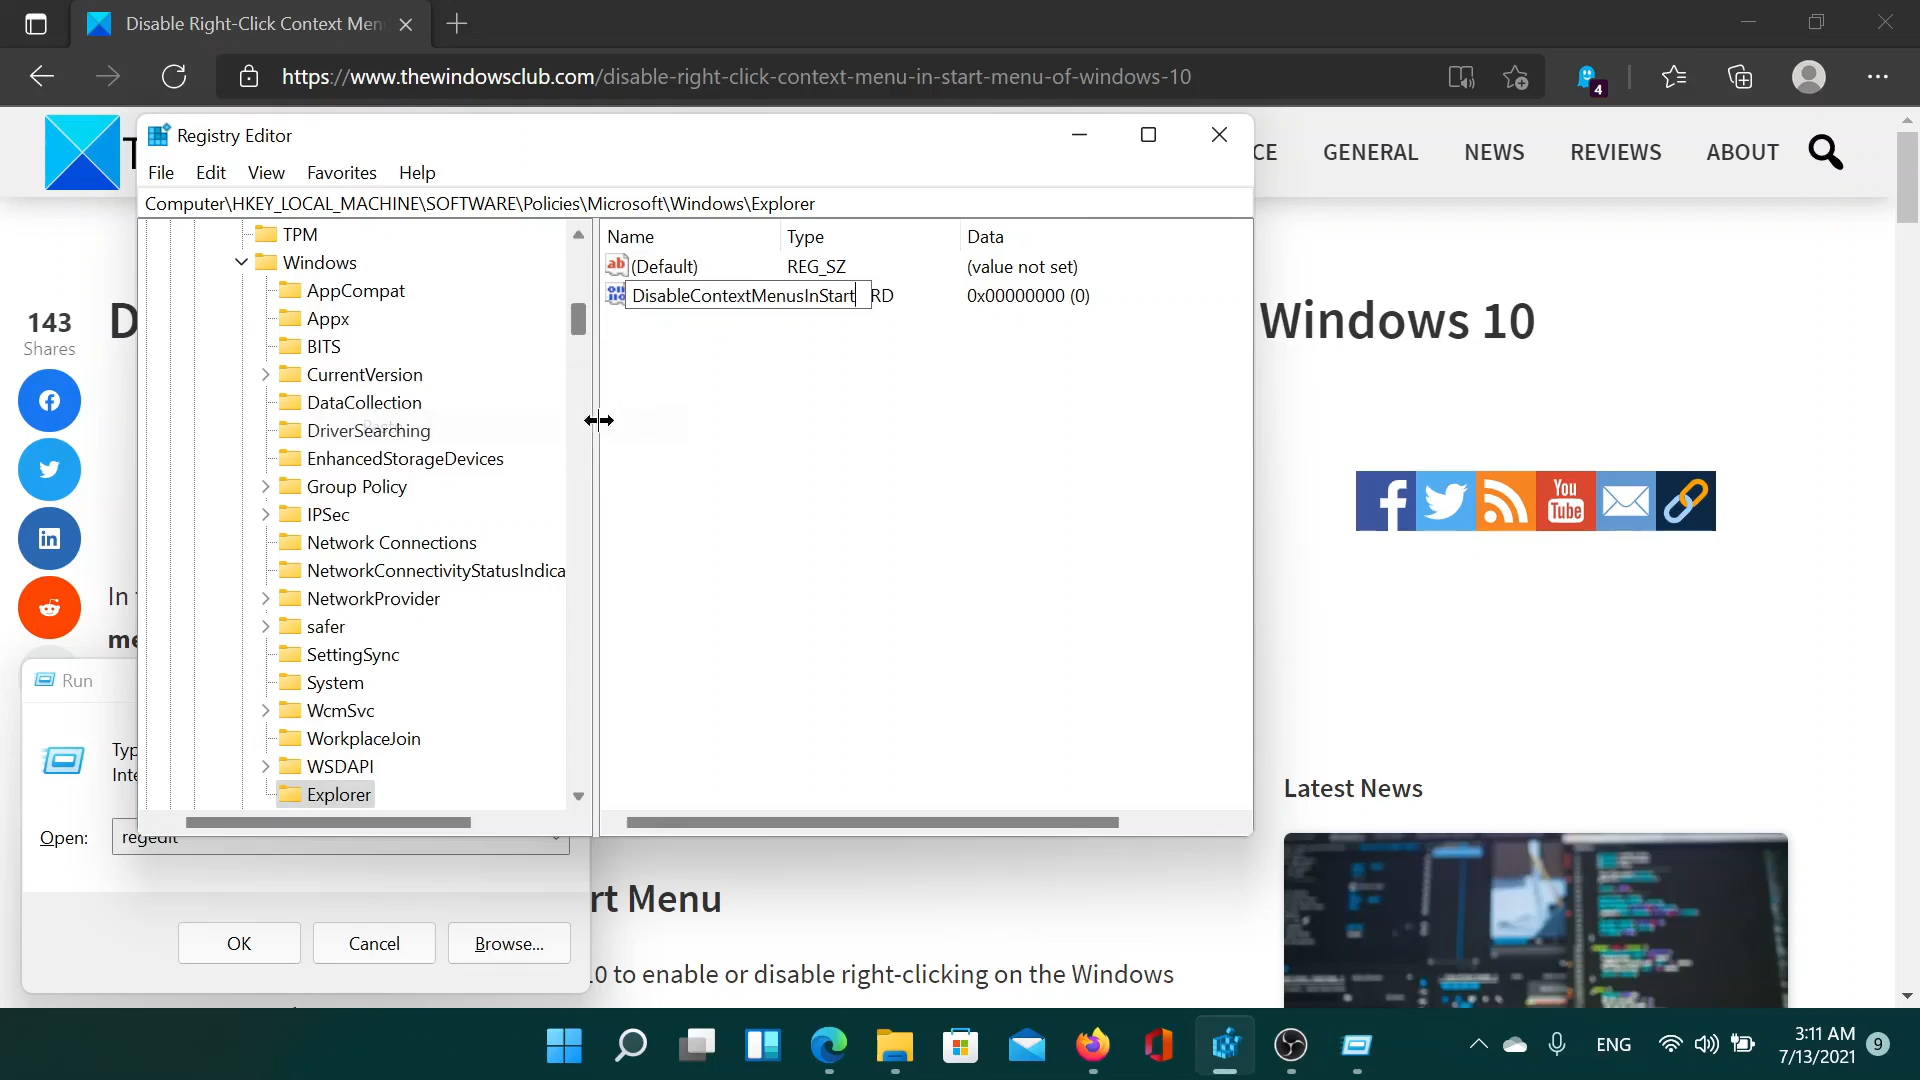 Disable Right-Click Context Men
https://www.thewindowsclub.com/disable-right-click-context-menu-in-start-menu-of-windows-10
4
T
CE
GENERAL
NEWS
REVIEWS
ABOUT
Registry Editor
File
Edit
View
Favorites
Help
Computer\HKEY_LOCAL_MACHINE\SOFTWARE\Policies\Microsoft\Windows\Explorer
TPM
Windows
AppCompat
Appx
BITS
CurrentVersion
DataCollection
DriverSearching
EnhancedStorageDevices
Group Policy
IPSec
Network Connections
NetworkConnectivityStatusIndica
NetworkProvider
safer
SettingSync
System
WcmSvc
WorkplaceJoin
WSDAPI
Explorer
Name Type Data
ab (Default) REG_SZ (value not set)
DisableContextMenusInStart RD 0x00000000 (0)
143
Shares
D
Windows 10
You
Tube
In
me
Run
Typ
Inte
Open:
regedit
OK
Cancel
Browse...
Latest News
rt Menu
.0 to enable or disable right-clicking on the Windows
ENG
3:11 AM
7/13/2021
9